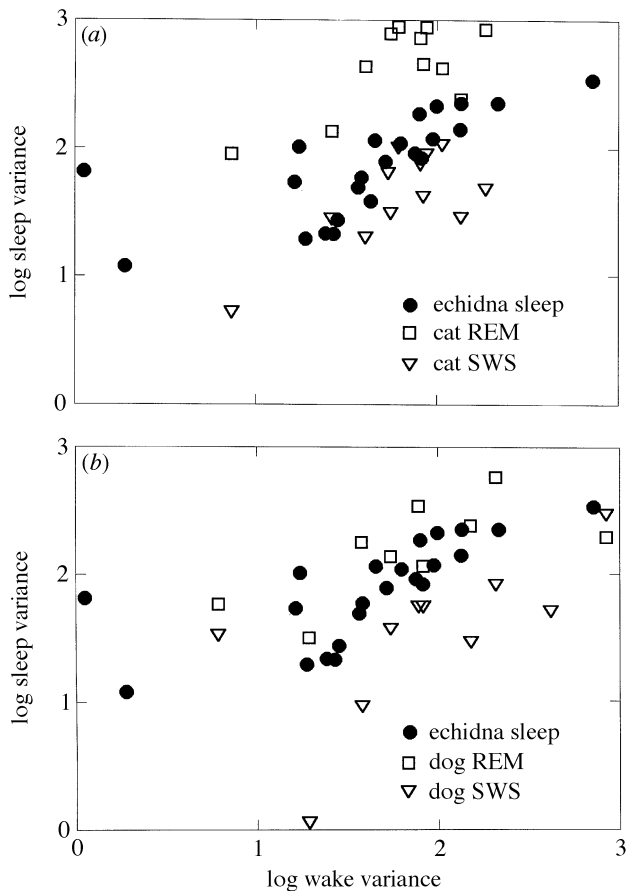 3
(a)
2
log sleep variance
1
echidna sleep
cat REM
cat SWS
0
3
(b)
2
log sleep variance
1
echidna sleep
dog REM
dog SWS
0
0 1 2 3
log wake variance